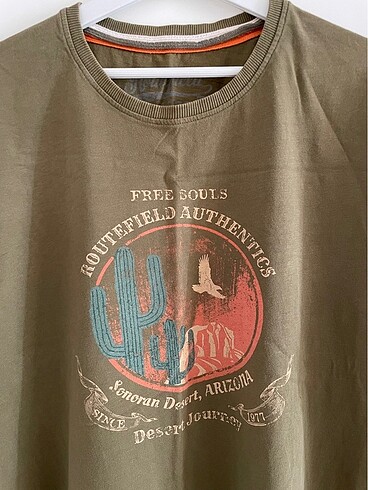 FREE SOULS
ROUTEFIELD AUTHENTICS
Sonoran Desert, ARIZONA
SINCE 1977
Desert Journey